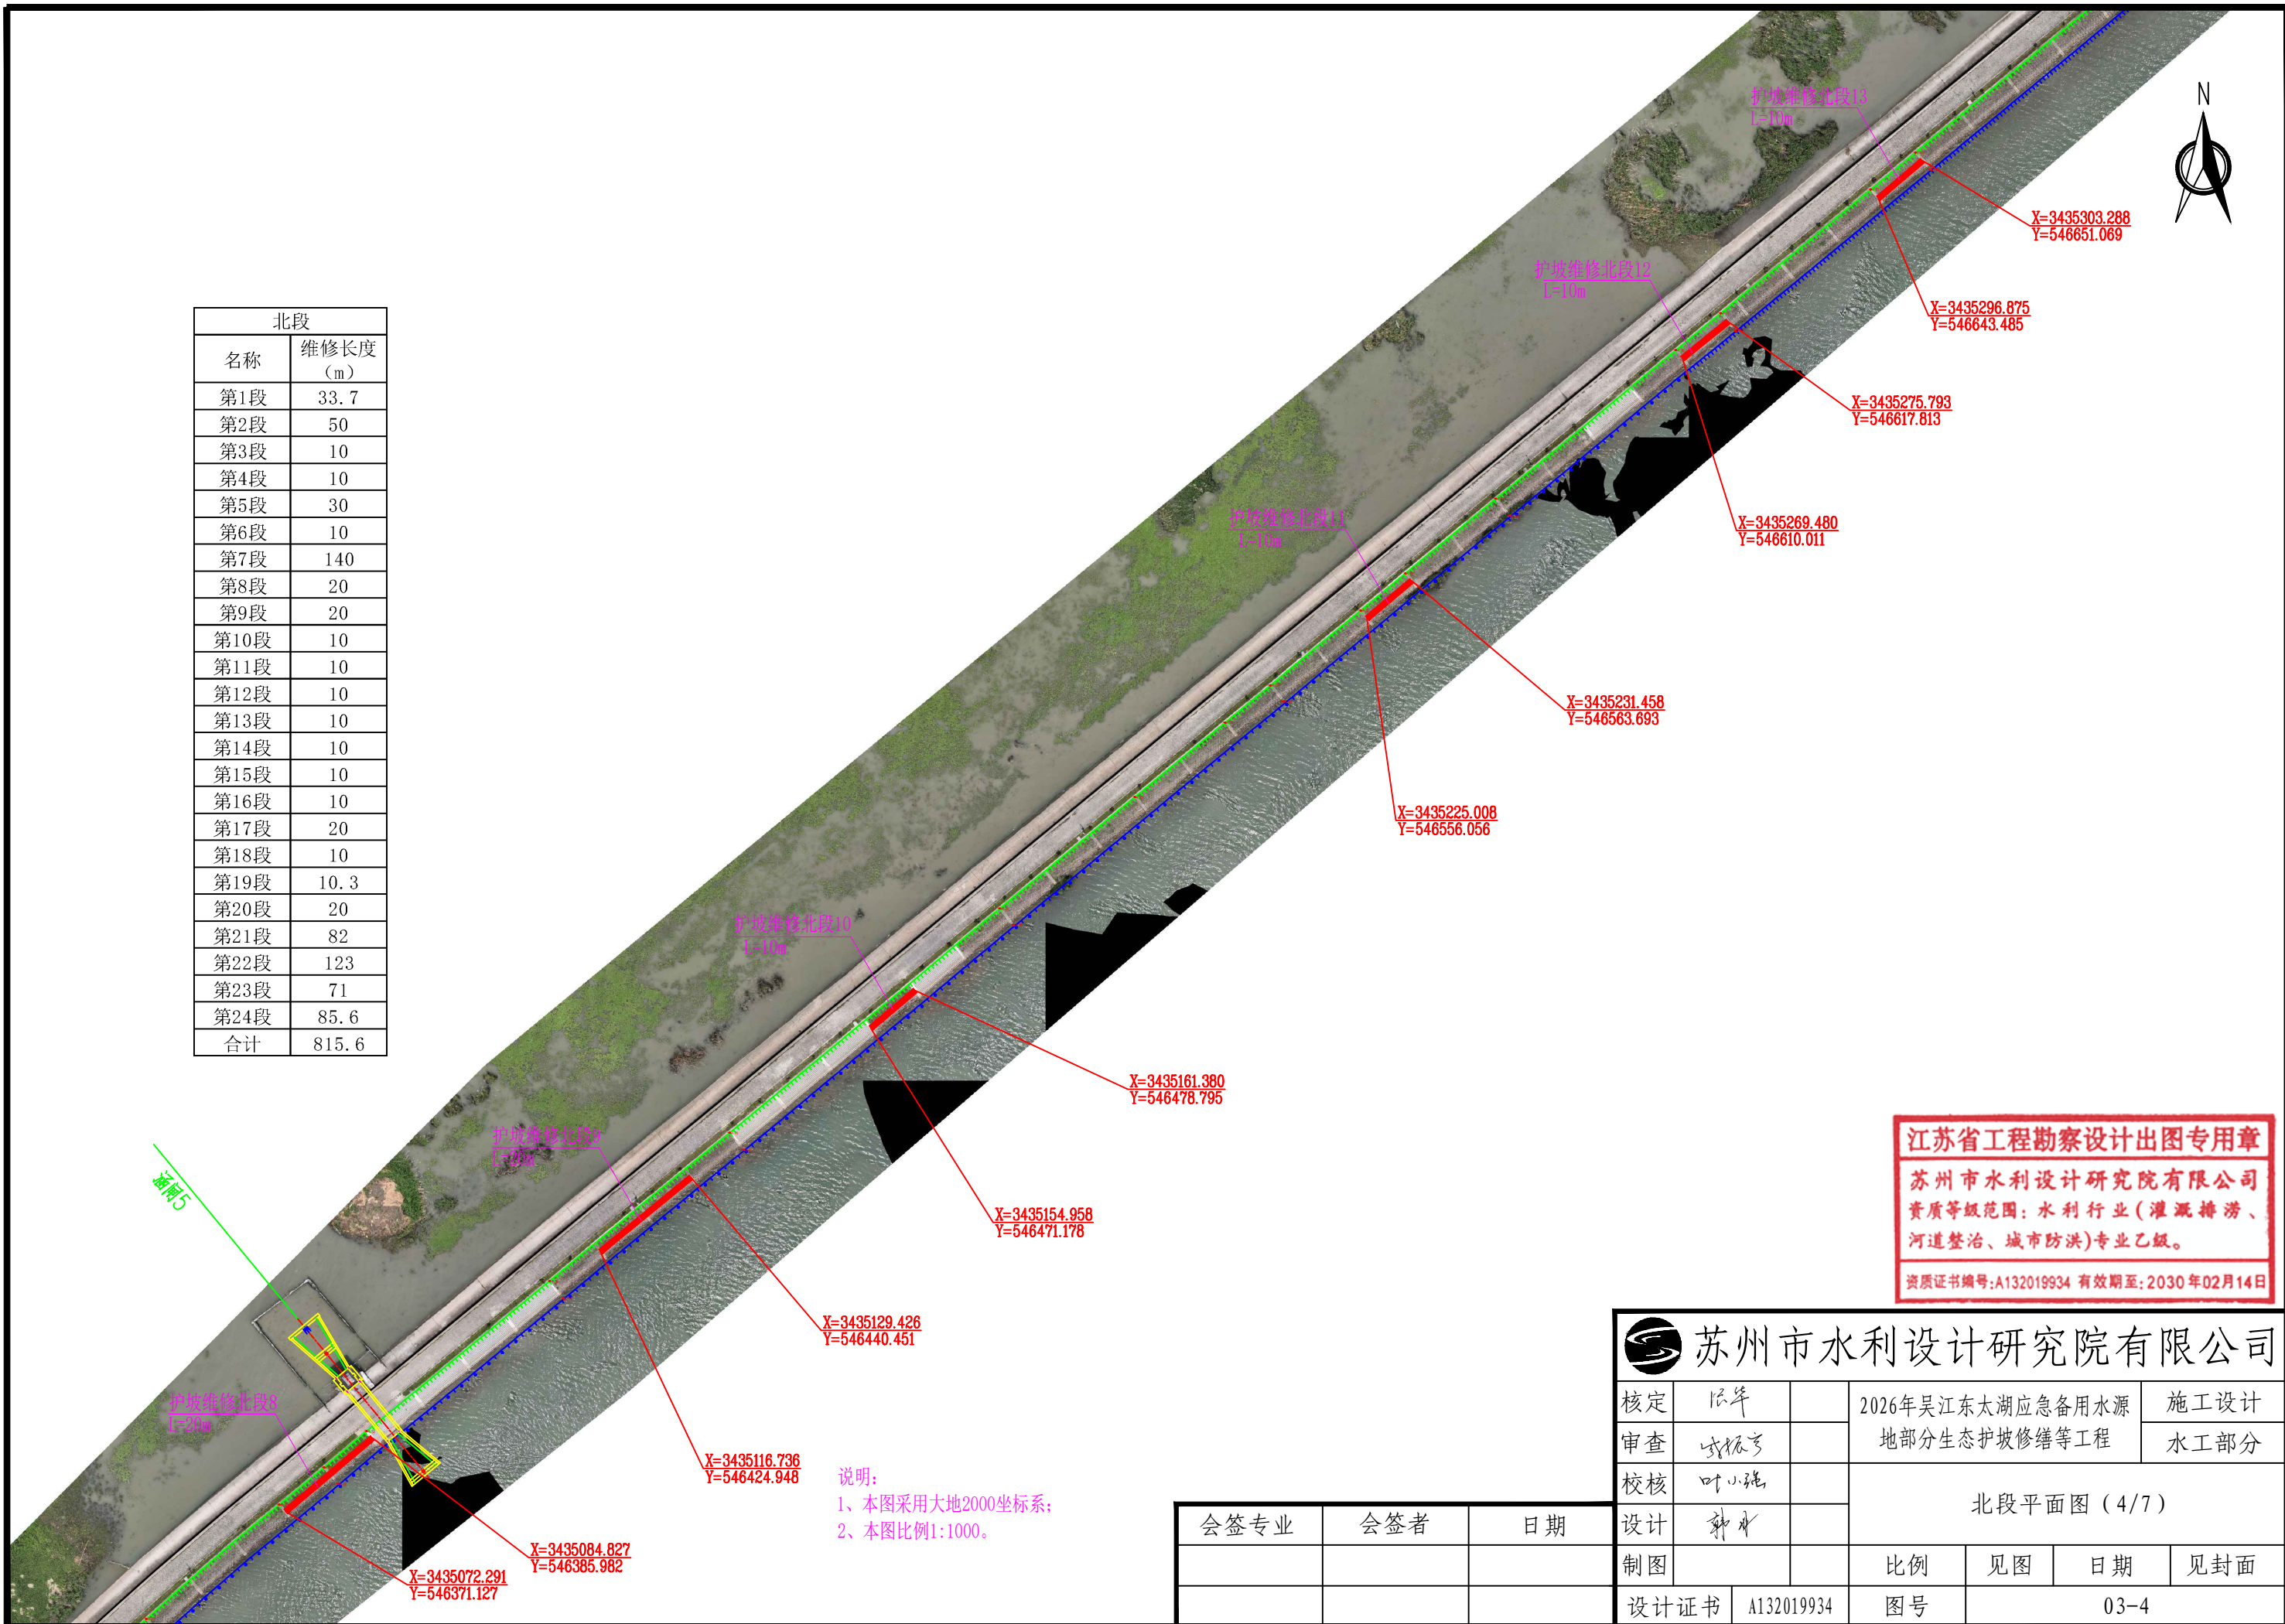 北段
名称 维修长度（m）
第1段 33.7
第2段 50
第3段 10
第4段 10
第5段 30
第6段 10
第7段 140
第8段 20
第9段 20
第10段 10
第11段 10
第12段 10
第13段 10
第14段 10
第15段 10
第16段 10
第17段 20
第18段 10
第19段 10.3
第20段 20
第21段 82
第22段 123
第23段 71
第24段 85.6
合计 815.6
N
护坡维修北段13
L=10m
X=3435303.288
Y=546651.069
X=3435296.875
Y=546643.485
护坡维修北段12
L=10m
X=3435275.793
Y=546617.813
X=3435269.480
Y=546610.011
护坡维修北段11
L=10m
X=3435231.458
Y=546563.693
X=3435225.008
Y=546556.056
护坡维修北段10
L=10m
X=3435161.380
Y=546478.795
X=3435154.958
Y=546471.178
护坡维修北段9
L=20m
X=3435129.426
Y=546440.451
X=3435116.736
Y=546424.948
涵闸5
护坡维修北段8
L=20m
X=3435084.827
Y=546385.982
X=3435072.291
Y=546371.127
说明：
1、本图采用大地2000坐标系；
2、本图比例1:1000。
江苏省工程勘察设计出图专用章
苏州市水利设计研究院有限公司
资质等级范围：水利行业(灌溉排涝、
河道整治、城市防洪)专业乙级。
资质证书编号:A132019934 有效期至:2030年02月14日
苏州市水利设计研究院有限公司
核定
审查
校核 叶小强
设计
制图
2026年吴江东太湖应急备用水源
地部分生态护坡修缮等工程
施工设计
水工部分
北段平面图（4/7）
比例 见图 日期 见封面
设计证书 A132019934 图号 03-4
会签专业 会签者 日期